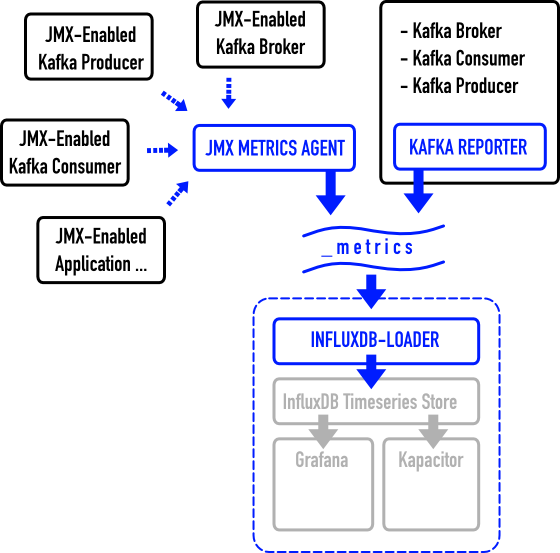 JMX-Enabled
Kafka Producer
JMX-Enabled
Kafka Broker
- Kafka Broker
- Kafka Consumer
- Kafka Producer
JMX-Enabled
Kafka Consumer
JMX METRICS AGENT
KAFKA REPORTER
JMX-Enabled
Application ...
_metrics
INFLUXDB-LOADER
InfluxDB Timeseries Store
Grafana
Kapacitor